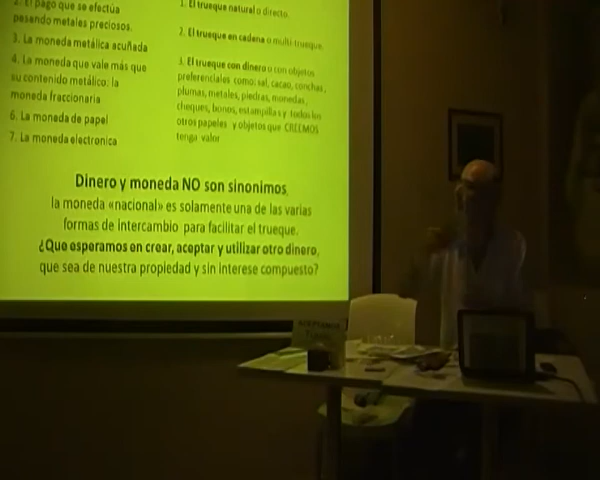 2. El pago que se efectúa
pesando metales preciosos.
3. La moneda metálica acuñada
4. La moneda que vale más que
su contenido metálico: la
moneda fraccionaria
6. La moneda de papel
7. La moneda electronica
1. El trueque natural o directo.
2. El trueque en cadena o multi-trueque.
3. El trueque con dinero o con objetos
preferenciales como: sal, cacao, conchas,
plumas, metales, piedras, monedas,
cheques, bonos, estampillas y todos los
otros papeles y objetos que CREEMOS
tenga valor
Dinero y moneda NO son sinonimos,
la moneda «nacional» es solamente una de las varias
formas de intercambio para facilitar el trueque.
¿Que esperamos en crear, aceptar y utilizar otro dinero,
que sea de nuestra propiedad y sin interese compuesto?
ACEPTAMOS